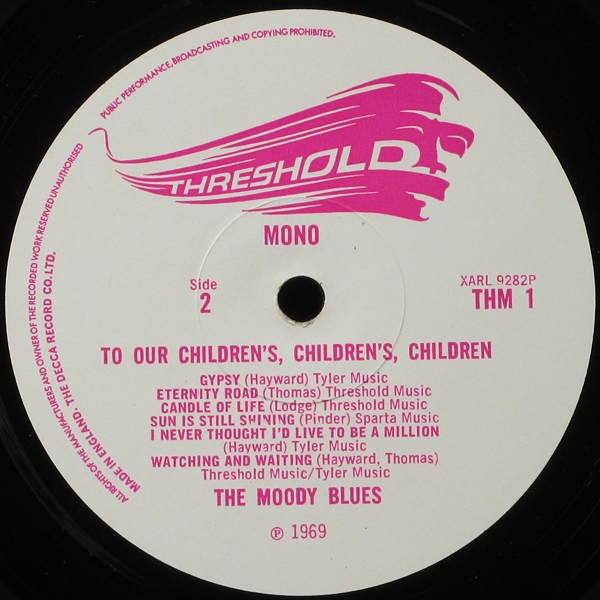 PUBLIC PERFORMANCE, BROADCASTING AND COPYING PROHIBITED.
ALL RIGHTS OF THE MANUFACTURERS AND OWNER OF THE RECORDED WORK RESERVED UNAUTHORISED
MADE IN ENGLAND. THE DECCA RECORD CO. LTD.
THRESHOLD
MONO
Side
2
XARL 9282P
THM 1
TO OUR CHILDREN'S, CHILDREN'S, CHILDREN
GYPSY (Hayward) Tyler Music
ETERNITY ROAD (Thomas) Threshold Music
CANDLE OF LIFE (Lodge) Threshold Music
SUN IS STILL SHINING (Pinder) Sparta Music
I NEVER THOUGHT I'D LIVE TO BE A MILLION
(Hayward) Tyler Music
WATCHING AND WAITING (Hayward, Thomas)
Threshold Music/Tyler Music
THE MOODY BLUES
℗ 1969